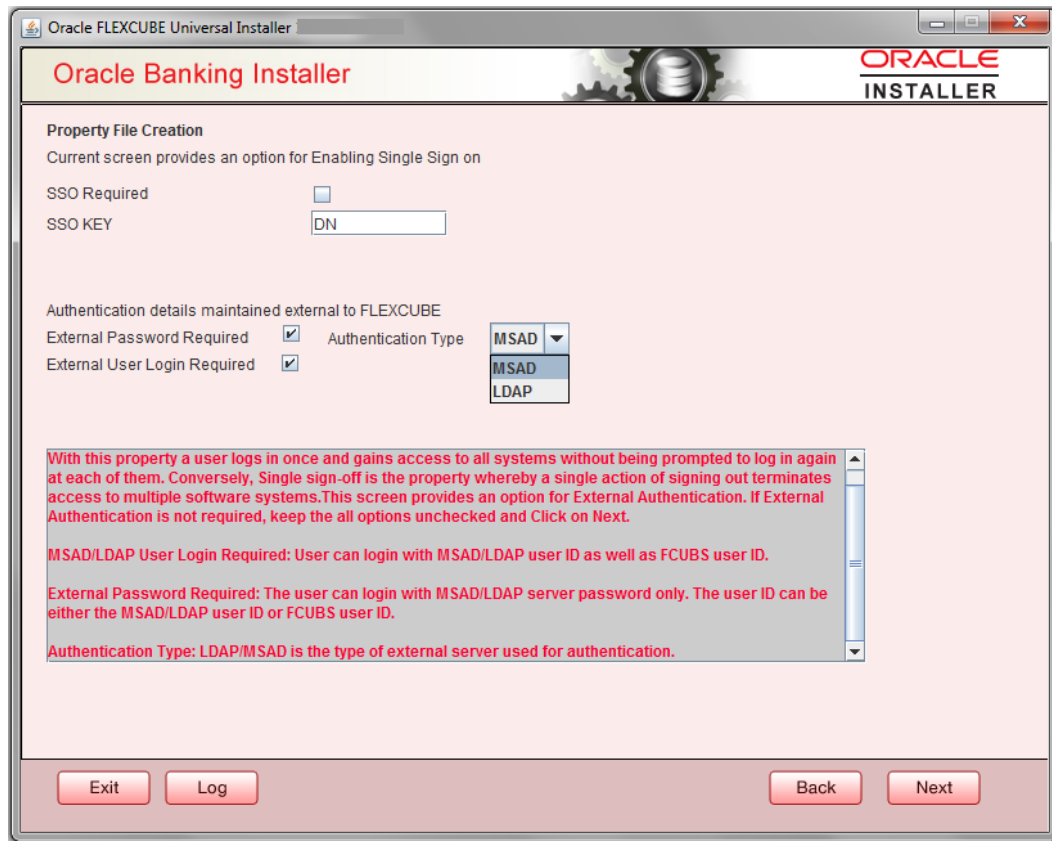 Oracle FLEXCUBE Universal Installer
Oracle Banking Installer
ORACLE
INSTALLER
Property File Creation
Current screen provides an option for Enabling Single Sign on
SSO Required
SSO KEY DN
Authentication details maintained external to FLEXCUBE
External Password Required Authentication Type MSAD
External User Login Required
MSAD
LDAP
With this property a user logs in once and gains access to all systems without being prompted to log in again
at each of them. Conversely, Single sign-off is the property whereby a single action of signing out terminates
access to multiple software systems.This screen provides an option for External Authentication. If External
Authentication is not required, keep the all options unchecked and Click on Next.
MSAD/LDAP User Login Required: User can login with MSAD/LDAP user ID as well as FCUBS user ID.
External Password Required: The user can login with MSAD/LDAP server password only. The user ID can be
either the MSAD/LDAP user ID or FCUBS user ID.
Authentication Type: LDAP/MSAD is the type of external server used for authentication.
Exit Log Back Next